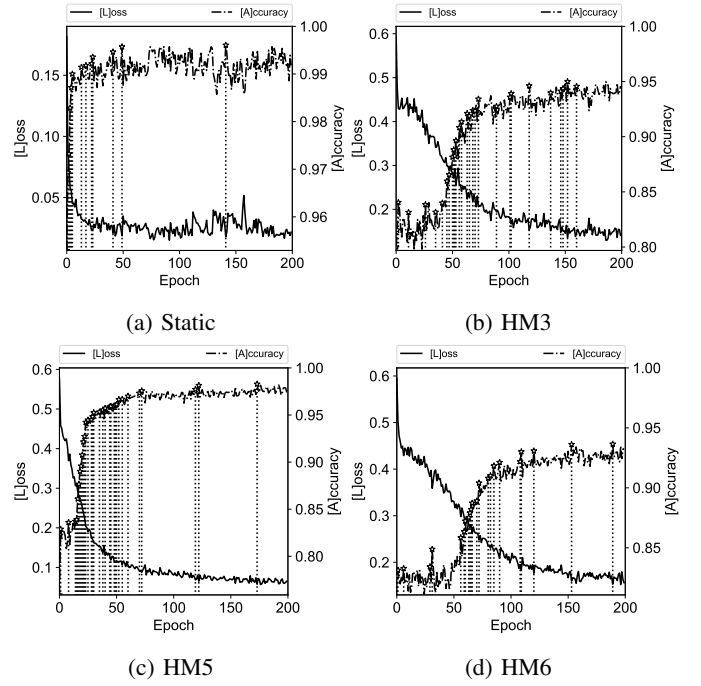 [L]oss [A]ccuracy
[L]oss [A]ccuracy
1.00
0.99
0.98
0.97
0.96
0.15
0.10
0.05
[L]oss
[A]ccuracy
0 50 100 150 200
Epoch
0.6
0.5
0.4
0.3
0.2
[L]oss
1.00
0.95
0.90
0.85
0.80
[A]ccuracy
0 50 100 150 200
Epoch
(a) Static
(b) HM3
[L]oss [A]ccuracy
[L]oss [A]ccuracy
0.6
0.5
0.4
0.3
0.2
0.1
[L]oss
1.00
0.95
0.90
0.85
0.80
[A]ccuracy
0 50 100 150 200
Epoch
0.6
0.5
0.4
0.3
0.2
[L]oss
1.00
0.95
0.90
0.85
[A]ccuracy
0 50 100 150 200
Epoch
(c) HM5
(d) HM6